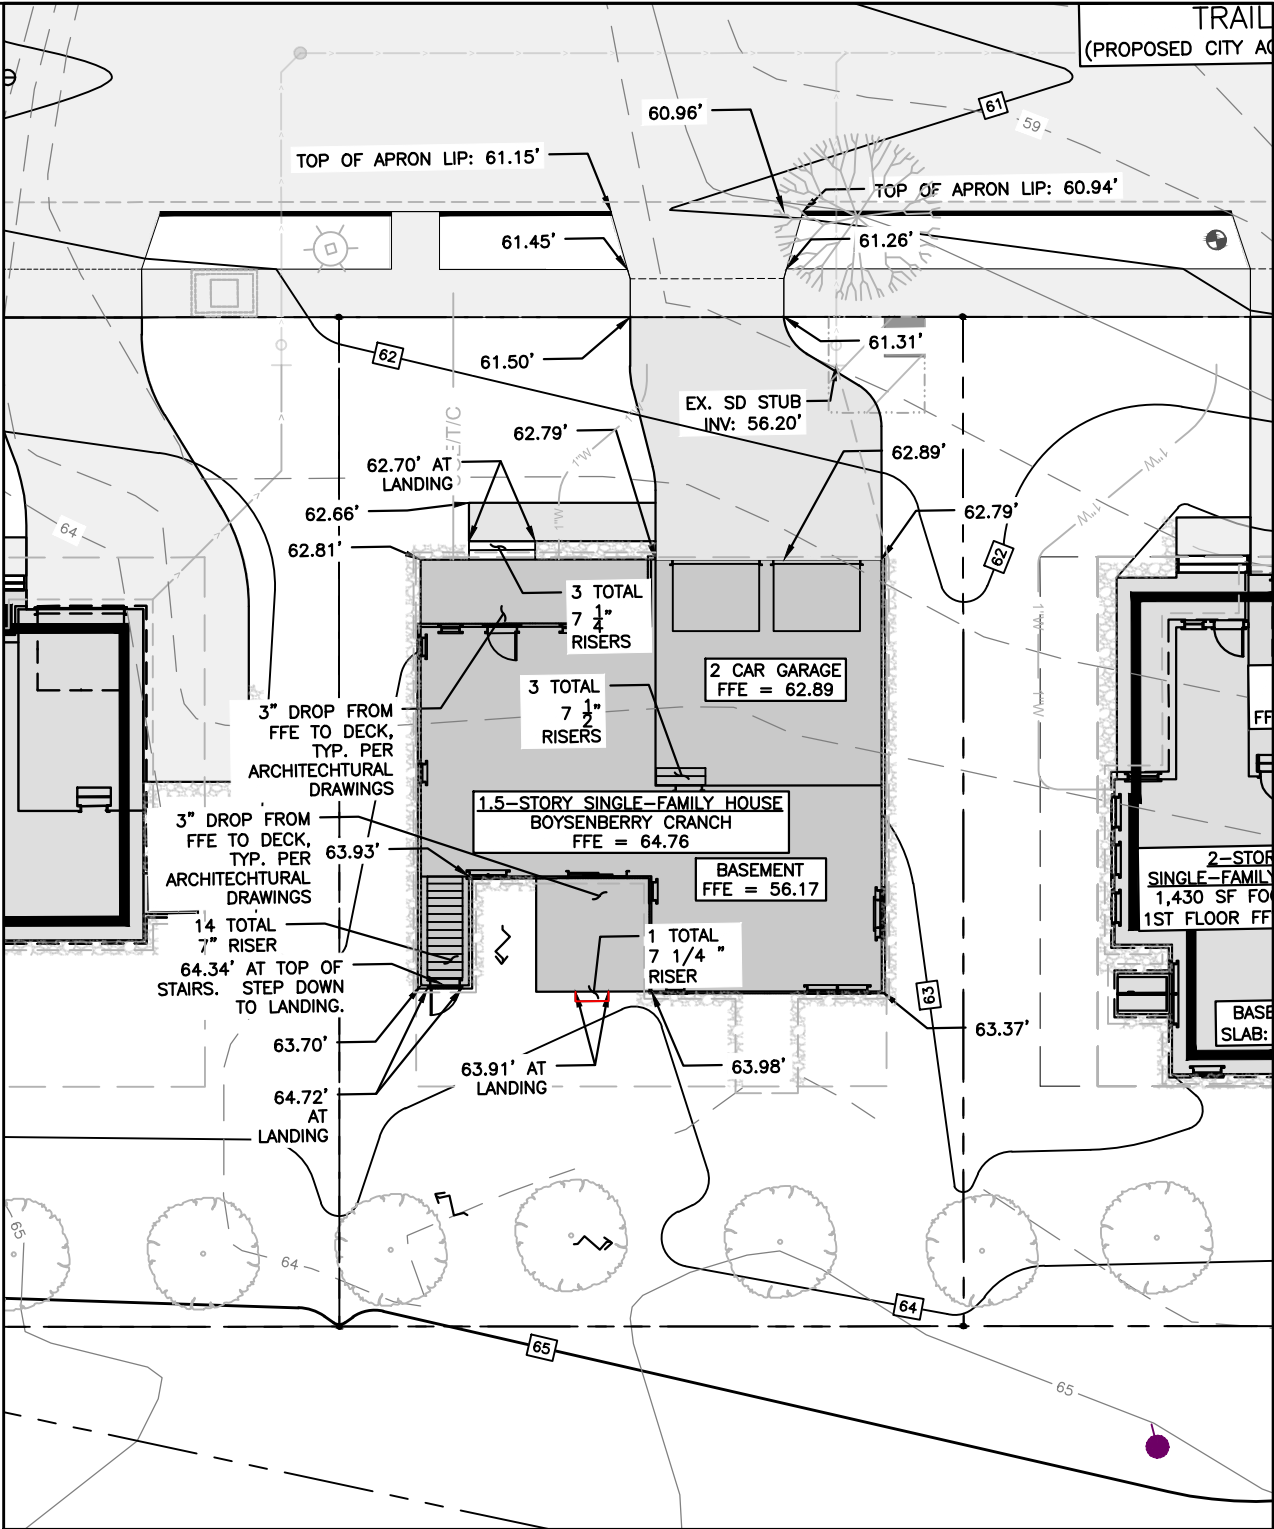 TRAIL
(PROPOSED CITY AC
61
59
60.96'
TOP OF APRON LIP: 61.15'
TOP OF APRON LIP: 60.94'
61.45'
61.26'
61.50'
61.31'
62
EX. SD STUB
INV: 56.20'
62.79'
1"W
62.89'
62.70' AT
LANDING
1"W
62.66'
62.79'
1"W
1"W
64
62.81'
62
3 TOTAL
7 1/4"
RISERS
1"W
2 CAR GARAGE
FFE = 62.89
3 TOTAL
7 1/2"
RISERS
1"W
FF
3" DROP FROM
FFE TO DECK,
TYP. PER
ARCHITECHTURAL
DRAWINGS
1.5-STORY SINGLE-FAMILY HOUSE
BOYSENBERRY CRANCH
FFE = 64.76
3" DROP FROM
FFE TO DECK,
TYP. PER
ARCHITECHTURAL
DRAWINGS
63.93'
BASEMENT
FFE = 56.17
2-STOR
SINGLE-FAMILY
1,430 SF FO
1ST FLOOR FF
14 TOTAL
7" RISER
1 TOTAL
7 1/4 "
RISER
64.34' AT TOP OF
STAIRS. STEP DOWN
TO LANDING.
63
63.70'
63.37'
BASE
SLAB:
63.91' AT
LANDING
63.98'
64.72'
AT
LANDING
65
64
64
65
65